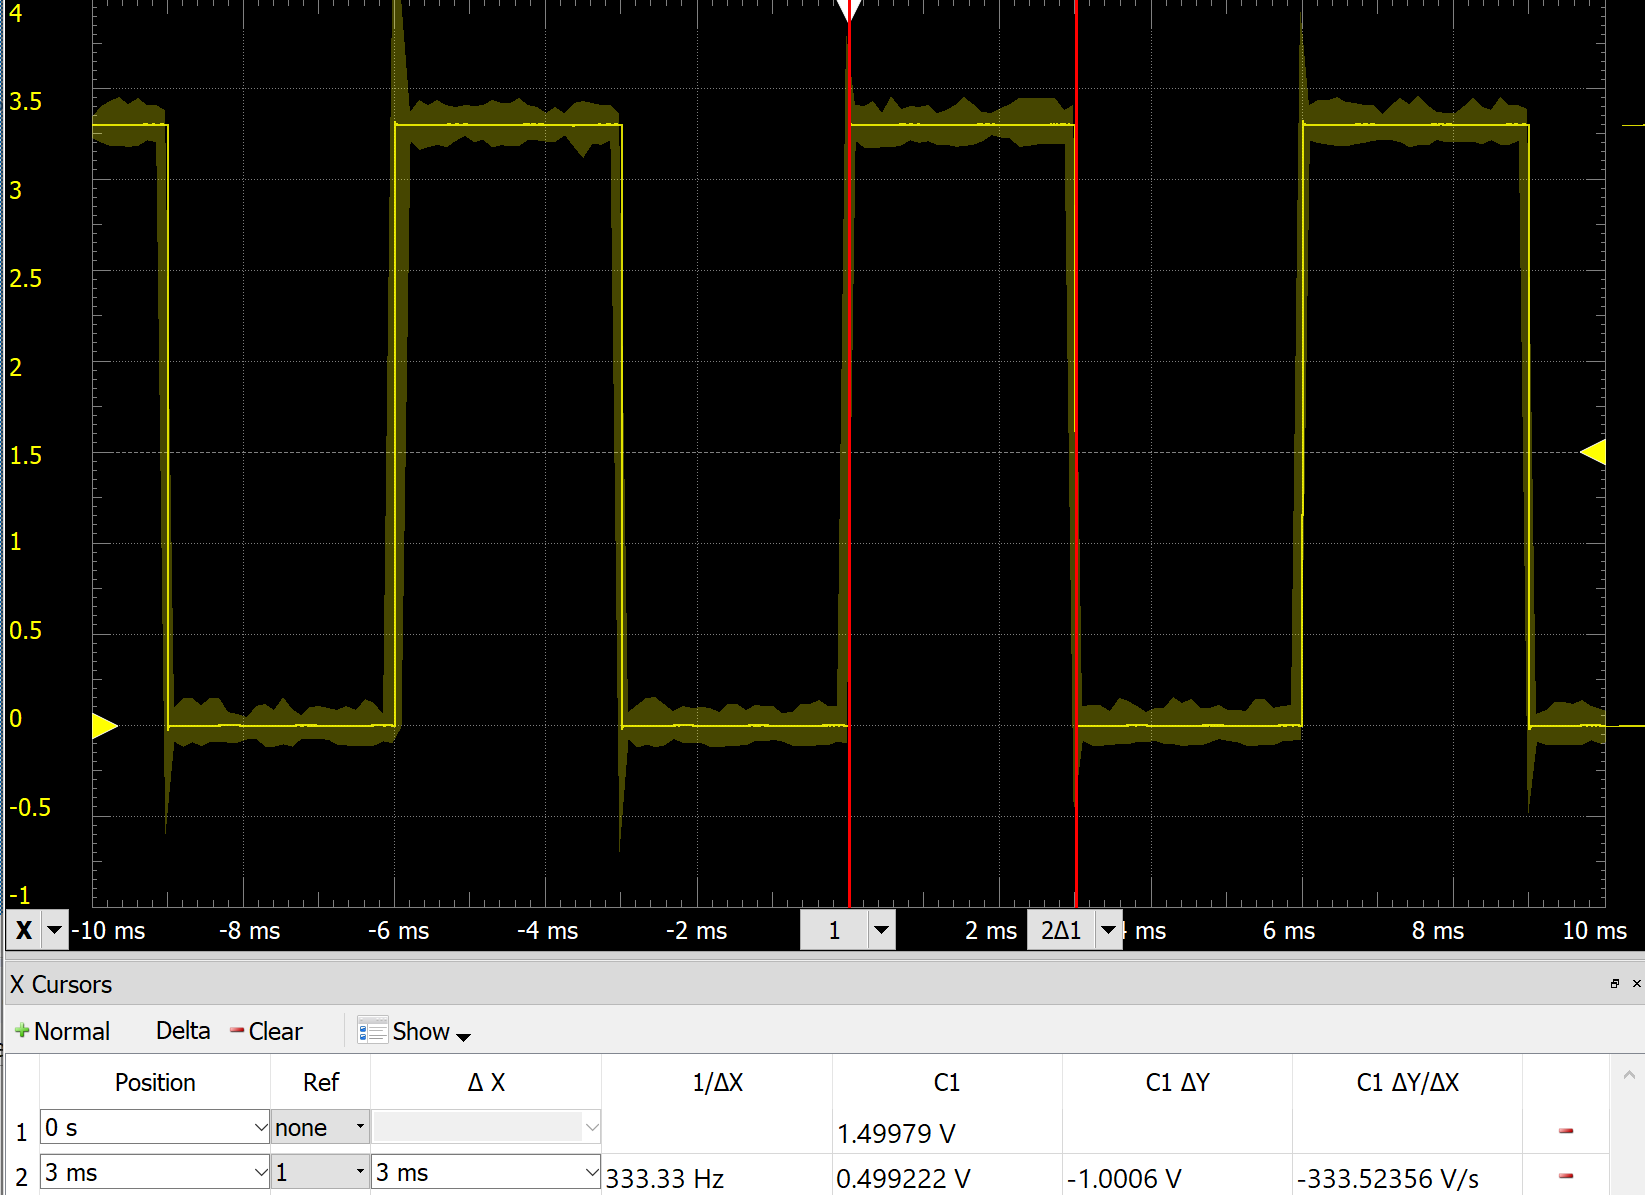 4
3.5
3
2.5
2
1.5
1
0.5
0
-0.5
-1
X -10 ms -8 ms -6 ms -4 ms -2 ms 1 2 ms 2Δ1 ms 6 ms 8 ms 10 ms
X Cursors
Normal Delta Clear Show
Position Ref Δ X 1/ΔX C1 C1 ΔY C1 ΔY/ΔX
1 0 s none 1.49979 V
2 3 ms 1 3 ms 333.33 Hz 0.499222 V -1.0006 V -333.52356 V/s